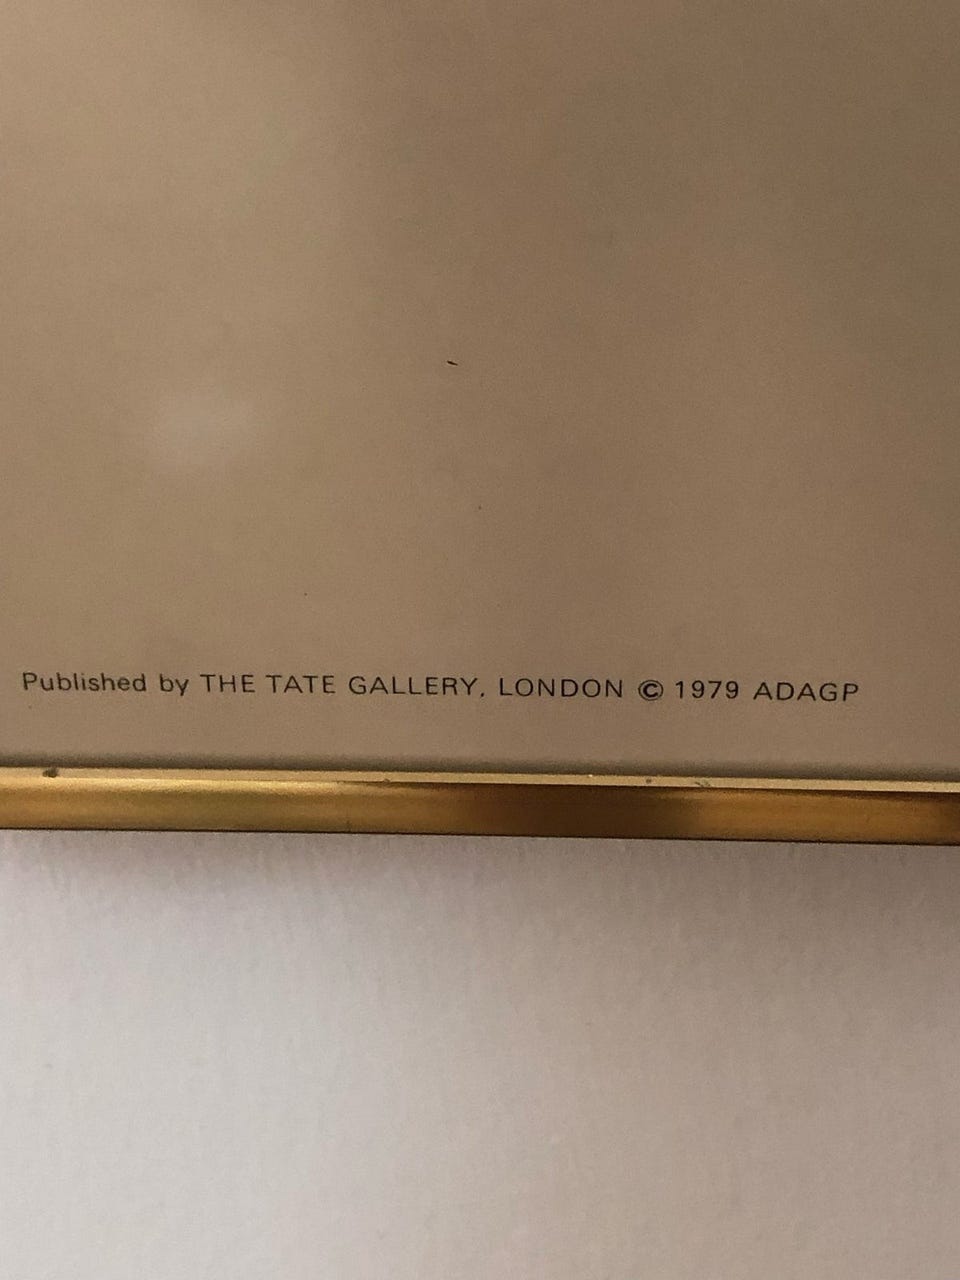 Published by THE TATE GALLERY, LONDON © 1979 ADAGP